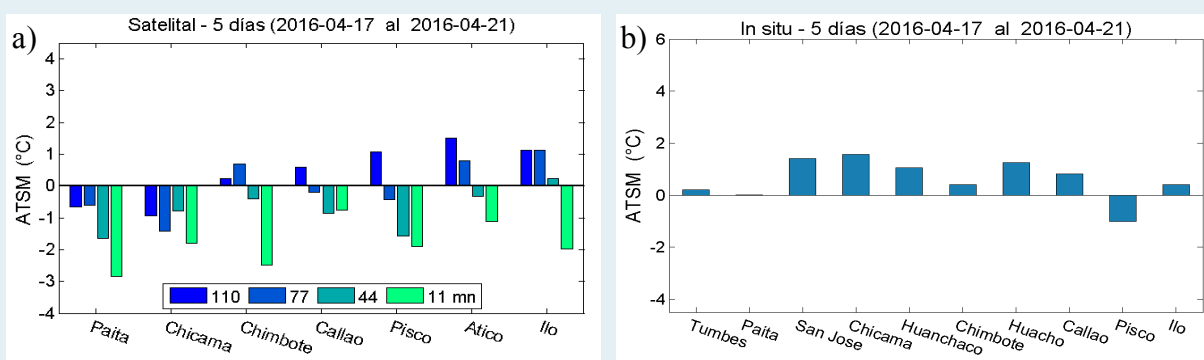 a)
Satelital - 5 días (2016-04-17 al 2016-04-21)
ATSM (°C)
4
3
2
1
0
-1
-2
-3
-4
110 77 44 11 mn
Paita Chicama Chimbote Callao Pisco Atico Ilo
b)
In situ - 5 días (2016-04-17 al 2016-04-21)
ATSM (°C)
6
4
2
0
-2
-4
Tumbes Paita San Jose Chicama Huanchaco Chimbote Huacho Callao Pisco Ilo